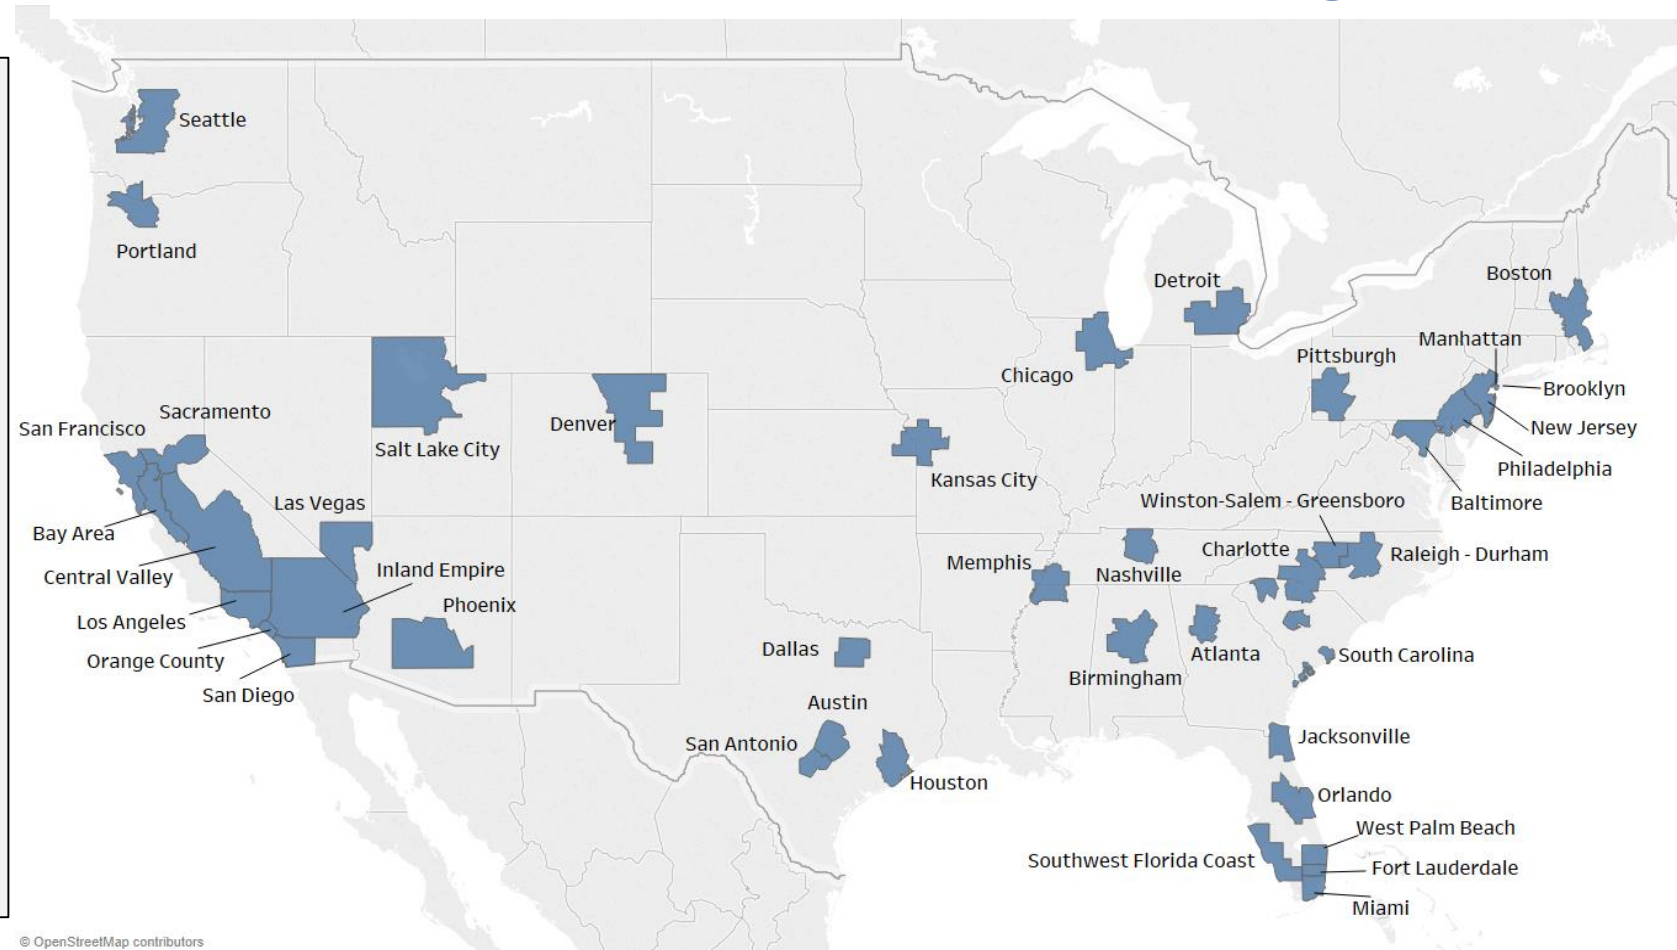 Seattle
Portland
Boston
Detroit
Manhattan
Pittsburgh
Chicago
Brooklyn
Sacramento
San Francisco
Denver
New Jersey
Salt Lake City
Philadelphia
Kansas City
Las Vegas
Winston-Salem - Greensboro
Baltimore
Bay Area
Charlotte
Raleigh - Durham
Memphis
Nashville
Inland Empire
Central Valley
Phoenix
Los Angeles
Dallas
Atlanta
South Carolina
Orange County
Birmingham
San Diego
Austin
Jacksonville
San Antonio
Houston
Orlando
West Palm Beach
Southwest Florida Coast
Fort Lauderdale
Miami
© OpenStreetMap contributors